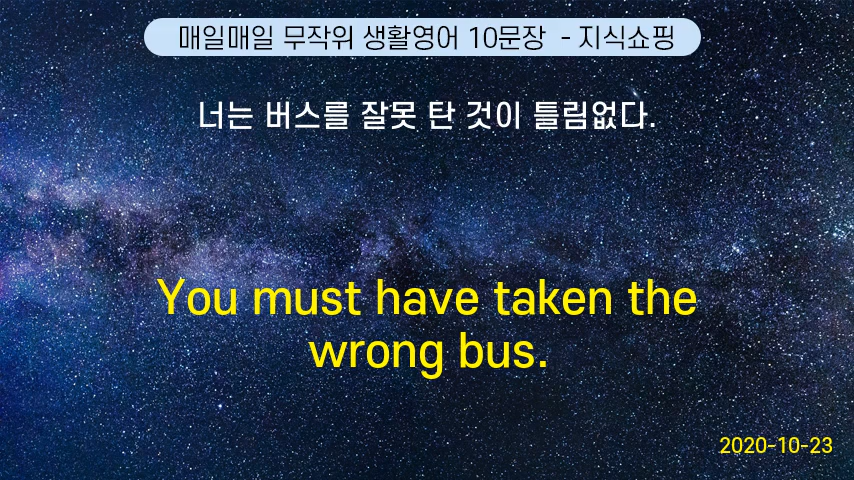 매일매일 무작위 생활영어 10문장 - 지식쇼핑
너는 버스를 잘못 탄 것이 틀림없다.
You must have taken the
wrong bus.
2020-10-23